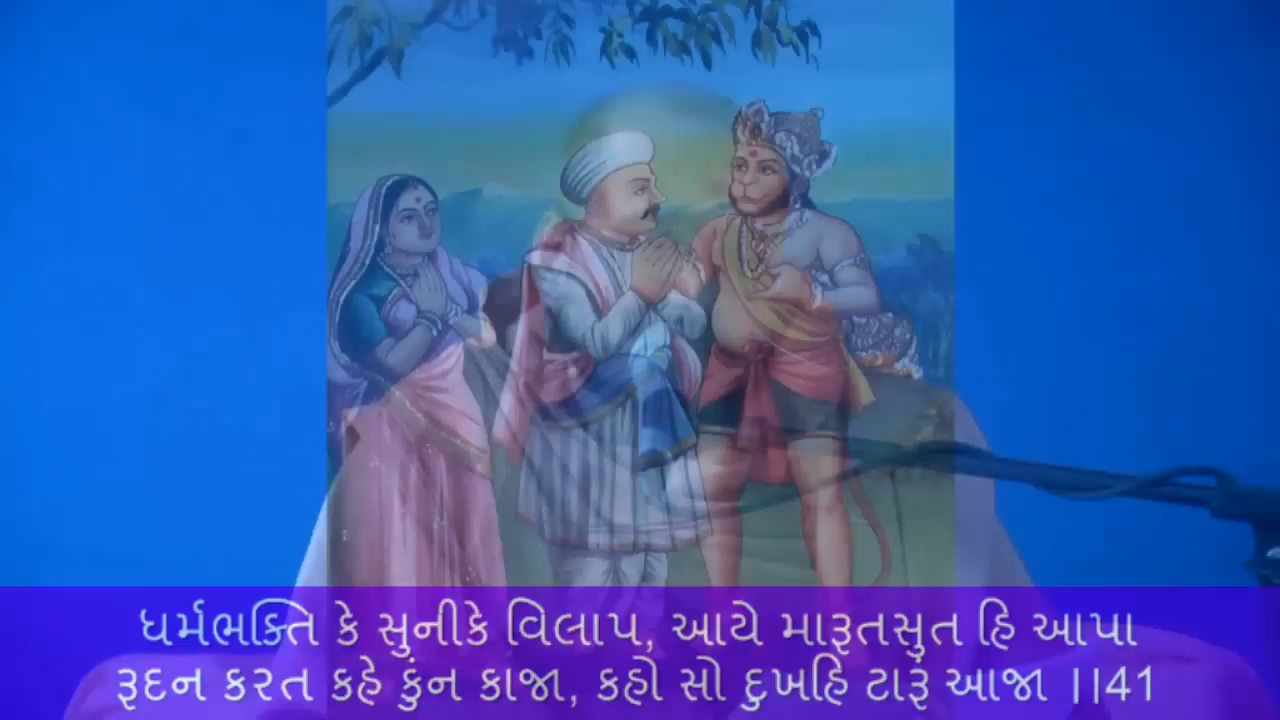 ધર્મભક્તિ કે સુનીકે વિલાપ, આયે મારૂતસુત હિ આપા
રૂદન કરત કહે કુંન કાજા, કહો સો દુખહિ ટારૂં આજા ।।41